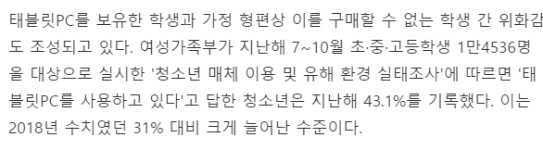 태블릿PC를 보유한 학생과 가정 형편상 이를 구매할 수 없는 학생 간 위화감
도 조성되고 있다. 여성가족부가 지난해 7~10월 초·중·고등학생 1만4536명
을 대상으로 실시한 '청소년 매체 이용 및 유해 환경 실태조사'에 따르면 '태
블릿PC를 사용하고 있다'고 답한 청소년은 지난해 43.1%를 기록했다. 이는
2018년 수치였던 31% 대비 크게 늘어난 수준이다.